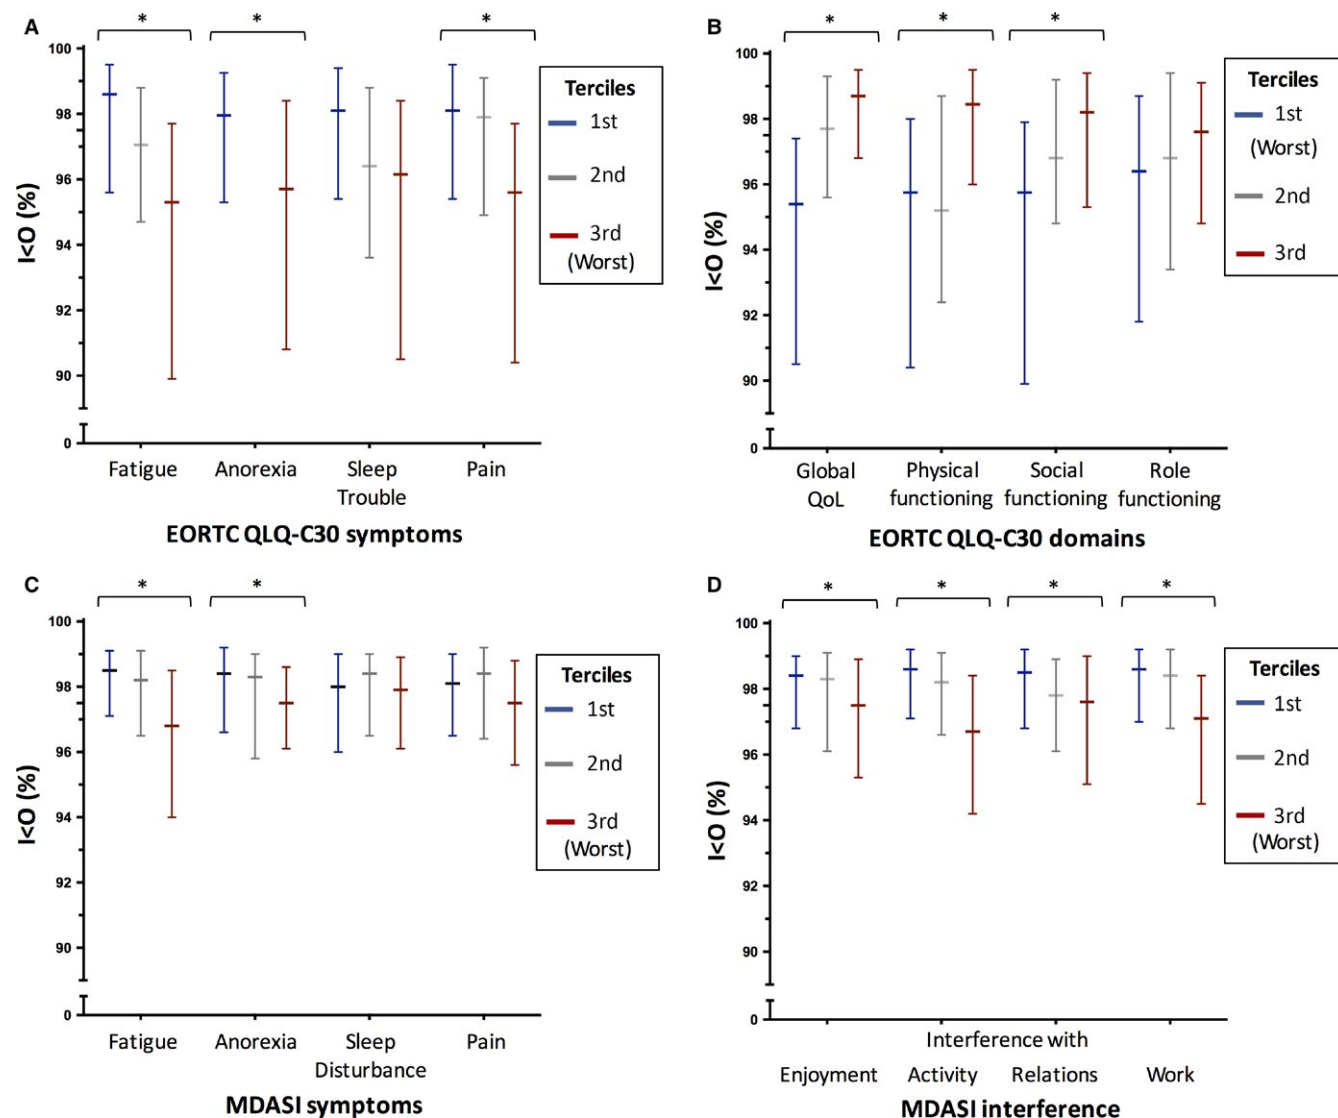 A
*
*
*
100
98
96
94
92
90
0
I<O (%)
Terciles
1st
2nd
3rd
(Worst)
Fatigue
Anorexia
Sleep
Trouble
Pain
EORTC QLQ-C30 symptoms
B
*
*
*
100
98
96
94
92
90
0
I<O (%)
Terciles
1st
(Worst)
2nd
3rd
Global
QoL
Physical
functioning
Social
functioning
Role
functioning
EORTC QLQ-C30 domains
C
*
*
100
98
96
94
92
90
0
I<O (%)
Terciles
1st
2nd
3rd
(Worst)
Fatigue
Anorexia
Sleep
Disturbance
Pain
MDASI symptoms
D
*
*
*
*
100
98
96
94
92
90
0
I<O (%)
Terciles
1st
2nd
3rd
(Worst)
Interference with
Enjoyment
Activity
Relations
Work
MDASI interference